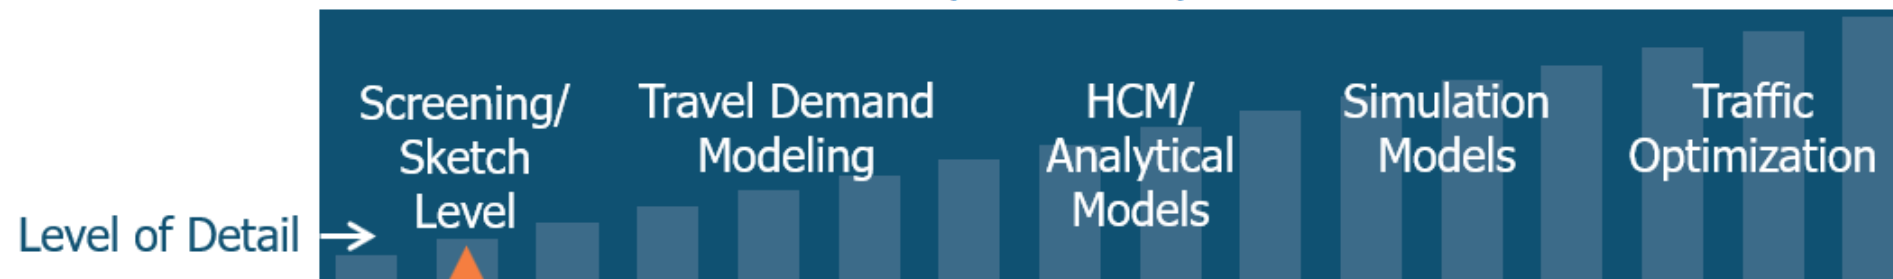 Screening/
Sketch
Level
Travel Demand
Modeling
HCM/
Analytical
Models
Simulation
Models
Traffic
Optimization
Level of Detail